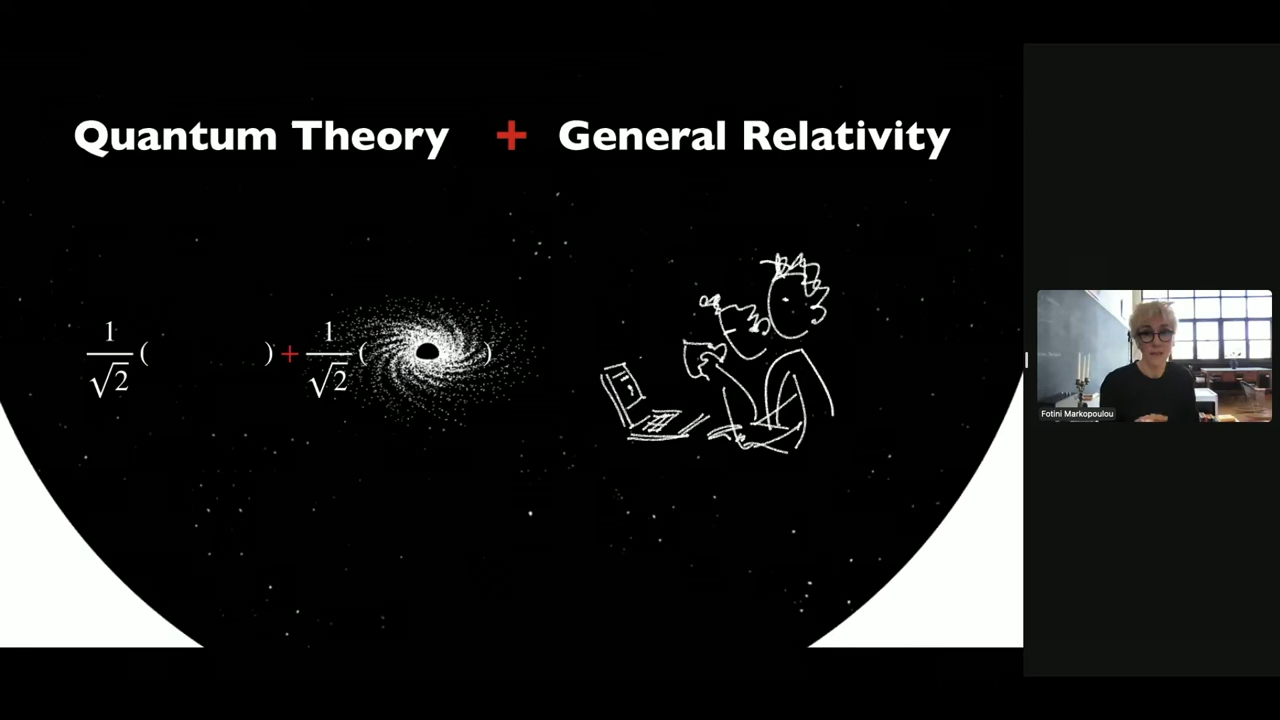 Quantum Theory + General Relativity
1/√2 ( ) + 1/√2 ( )
Fotini Markopoulou